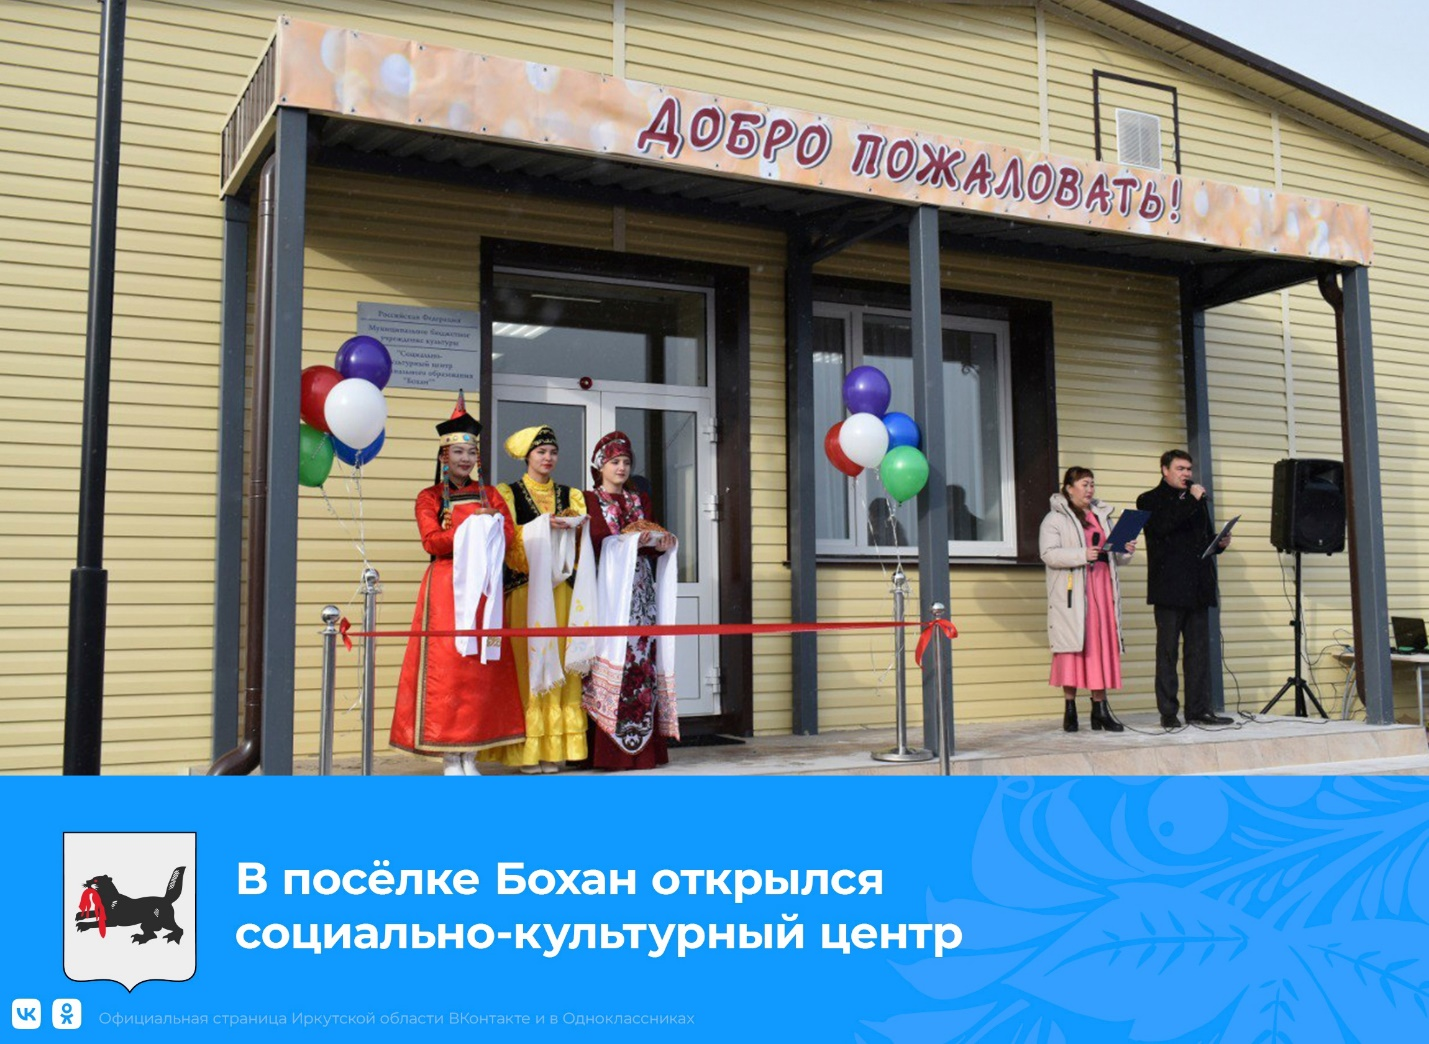 ДОБРО ПОЖАЛОВАТЬ!
Российская Федерация
Муниципальное бюджетное
учреждение культуры
"Социально-
культурный центр
образования
"Бохан""
В посёлке Бохан открылся
социально-культурный центр
Официальная страница Иркутской области ВКонтакте и в Одноклассниках